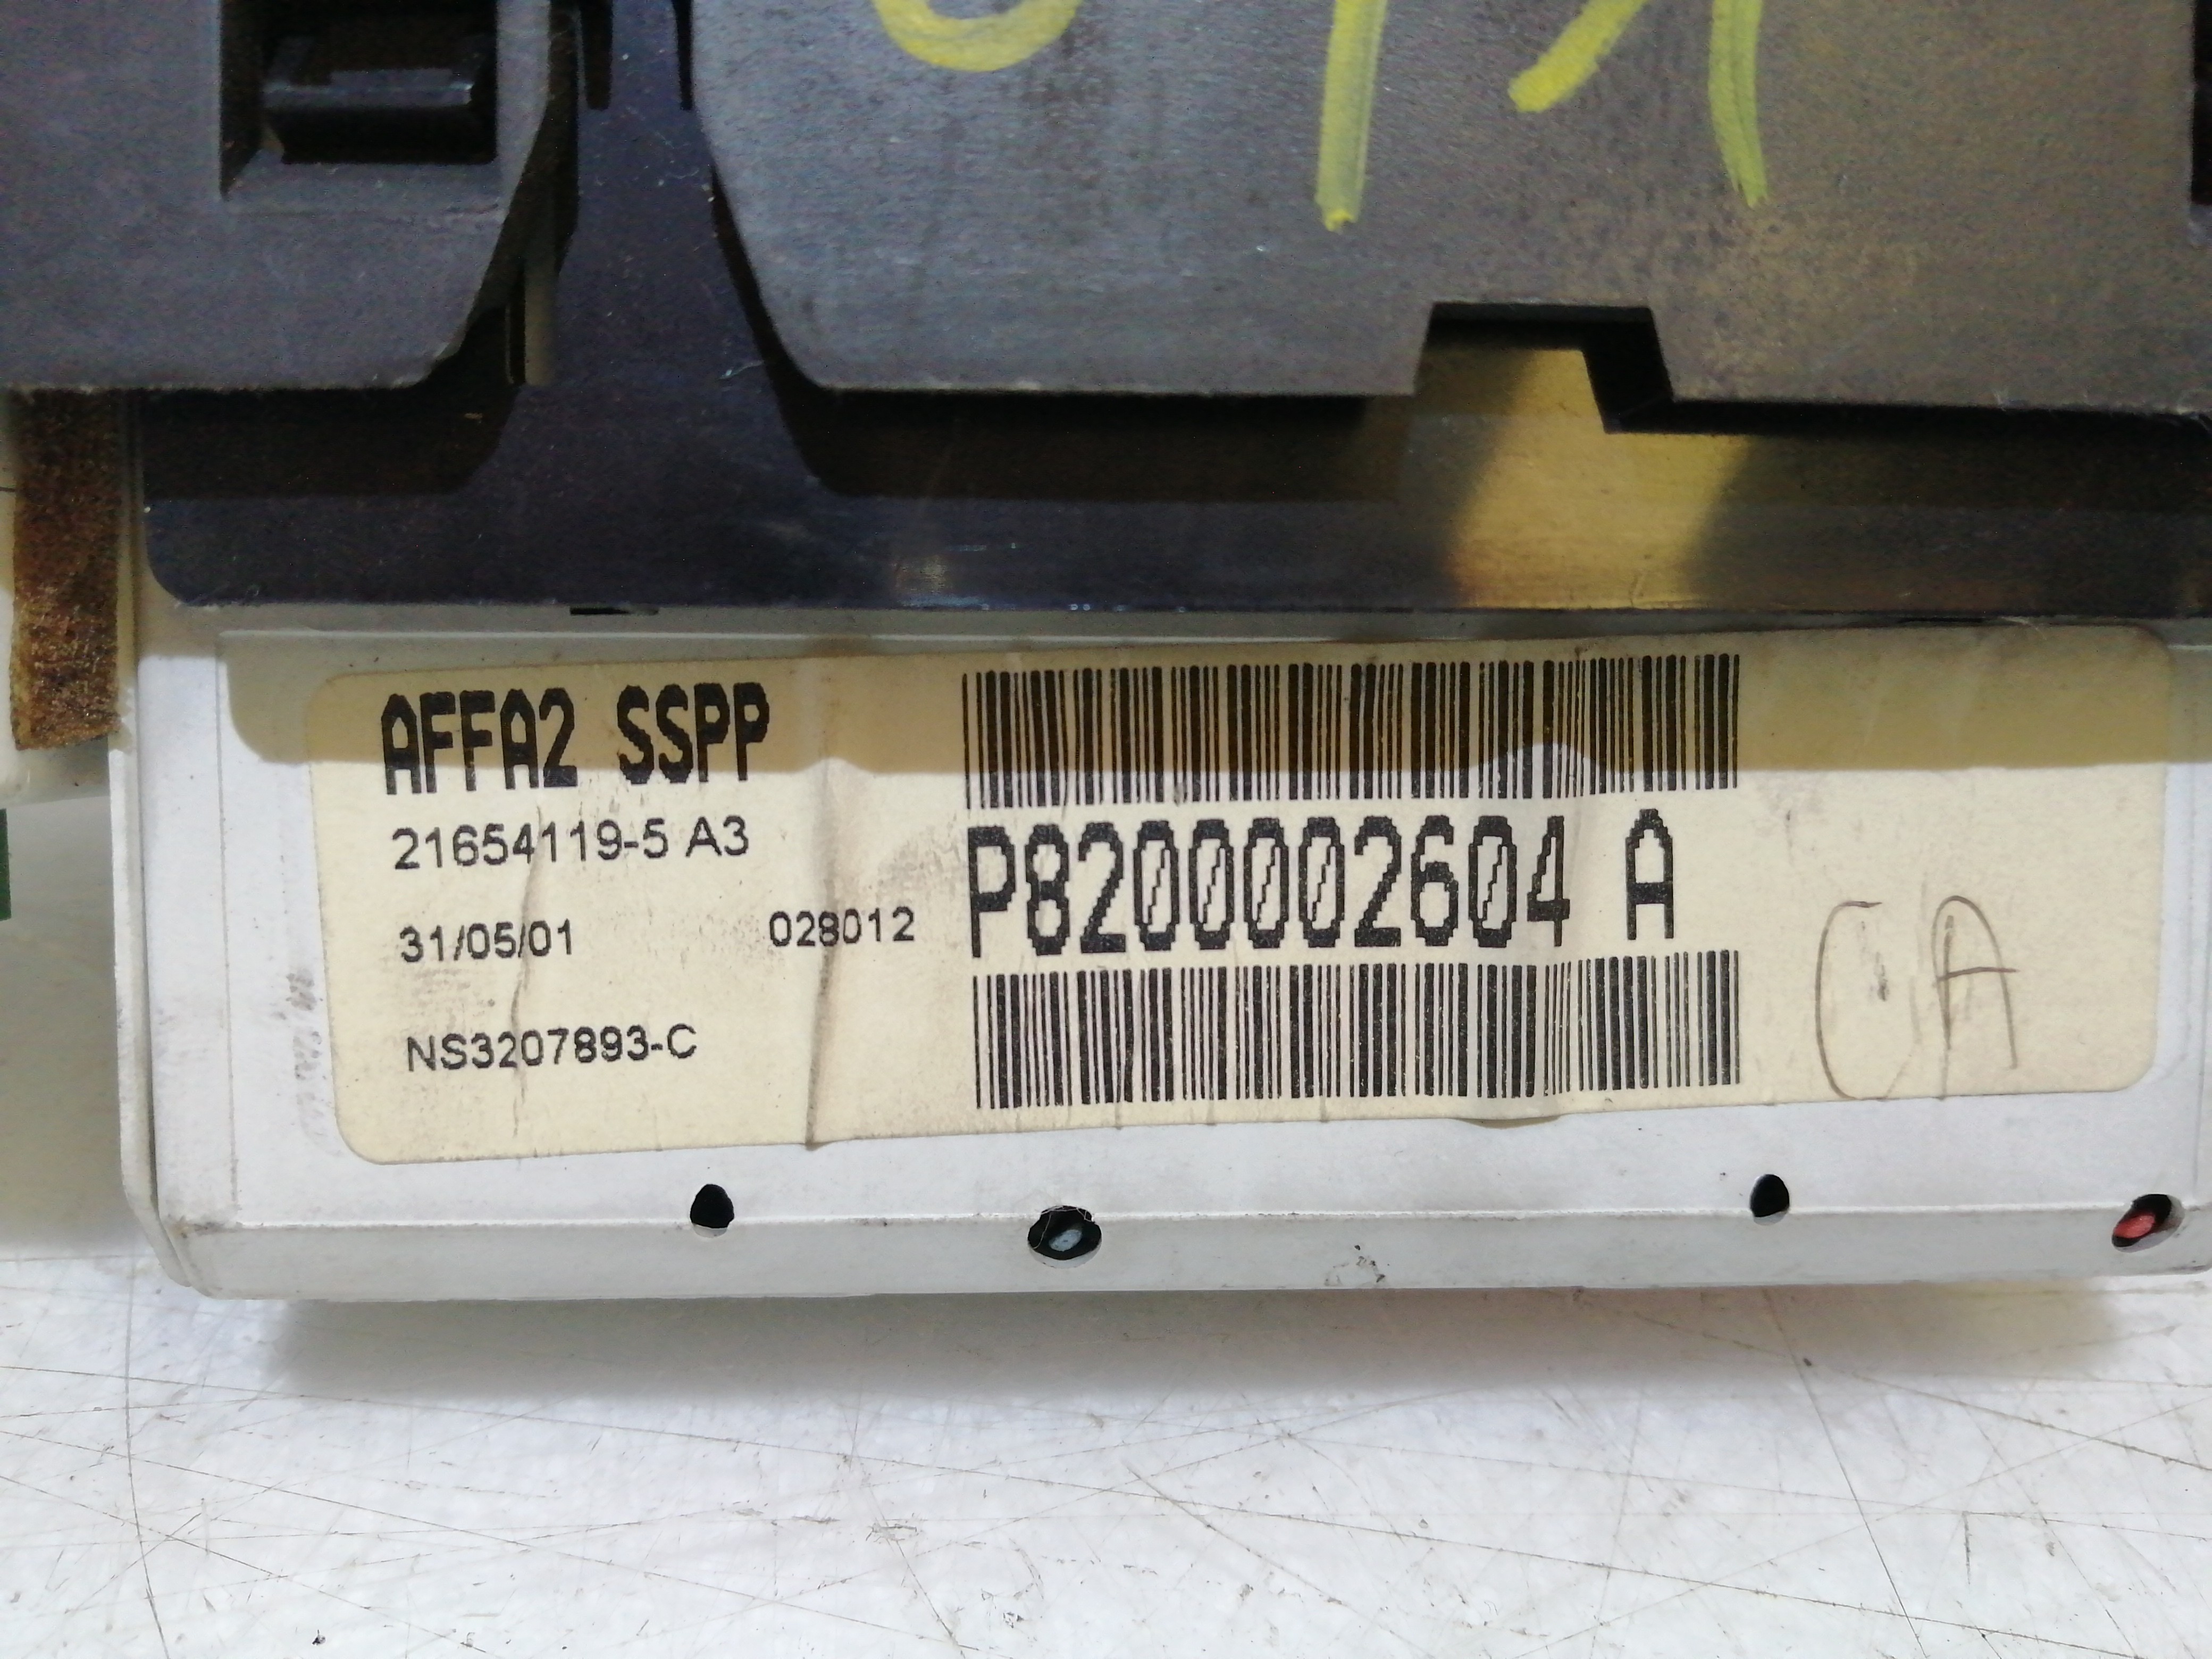 AFFA2 SSPP
21654119-5 A3
31/05/01 028012
NS3207893-C
P8200002604 A